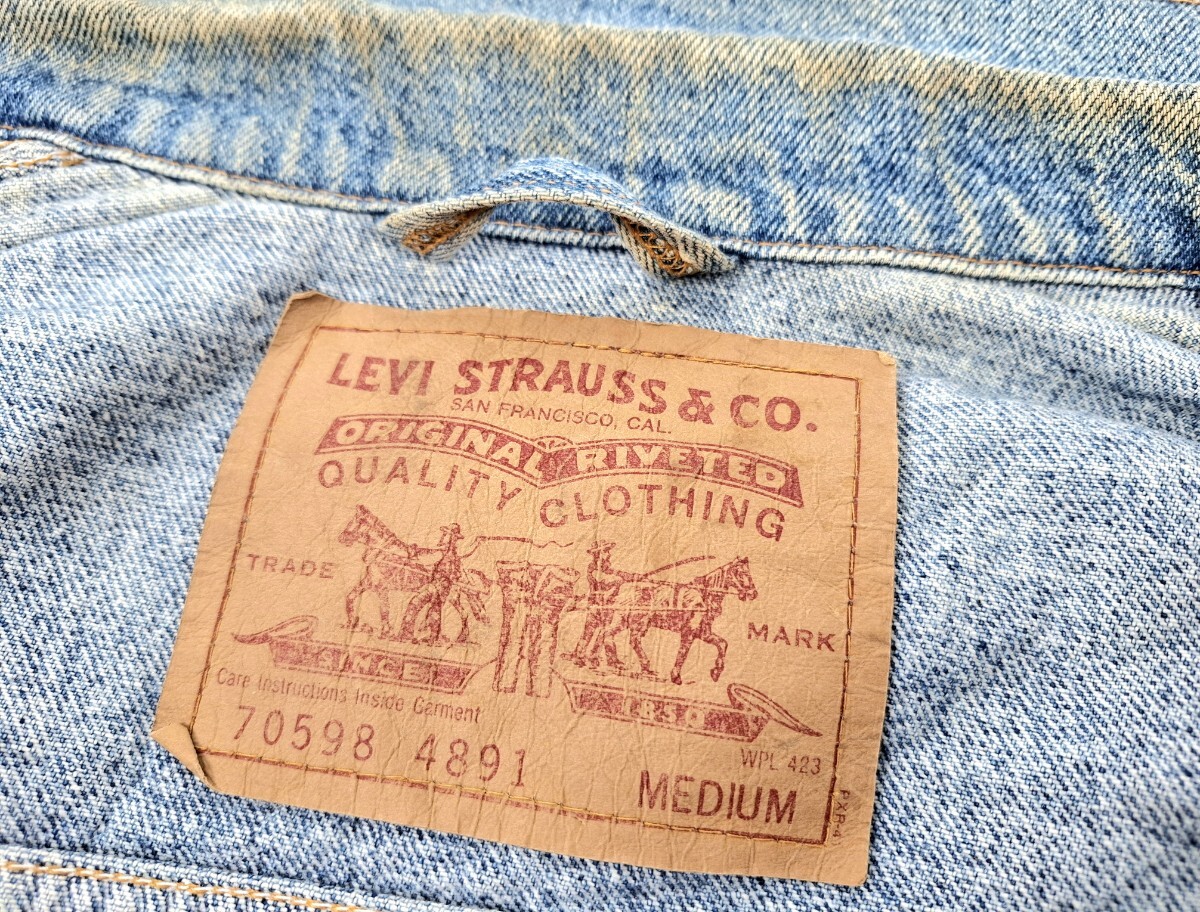 LEVI STRAUSS & CO.
SAN FRANCISCO, CAL.
ORIGINAL RIVETED
QUALITY CLOTHING
TRADE MARK
SINCE 1850
Care Instructions Inside Garment
70598 4891
WPL 423
MEDIUM